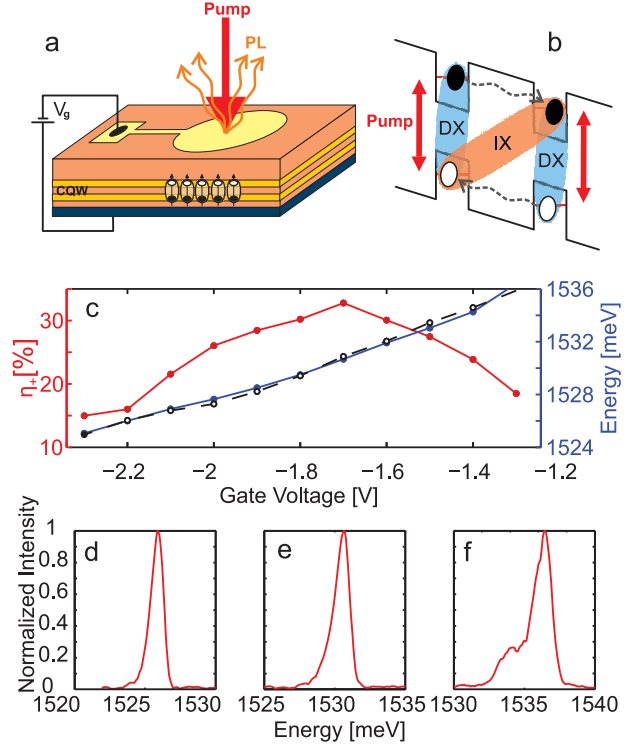 a
Pump
PL
b
V_g
CQW
Pump
DX
IX
DX
c
η₊[%]
30
20
10
1536
1532
1528
1524
Energy [meV]
−2.2 −2 −1.8 −1.6 −1.4 −1.2
Gate Voltage [V]
Normalized Intensity
1
0.8
0.6
0.4
0.2
0
d
e
f
1520 1530
1525 1530 1535
1530 1535 1540
Energy [meV]